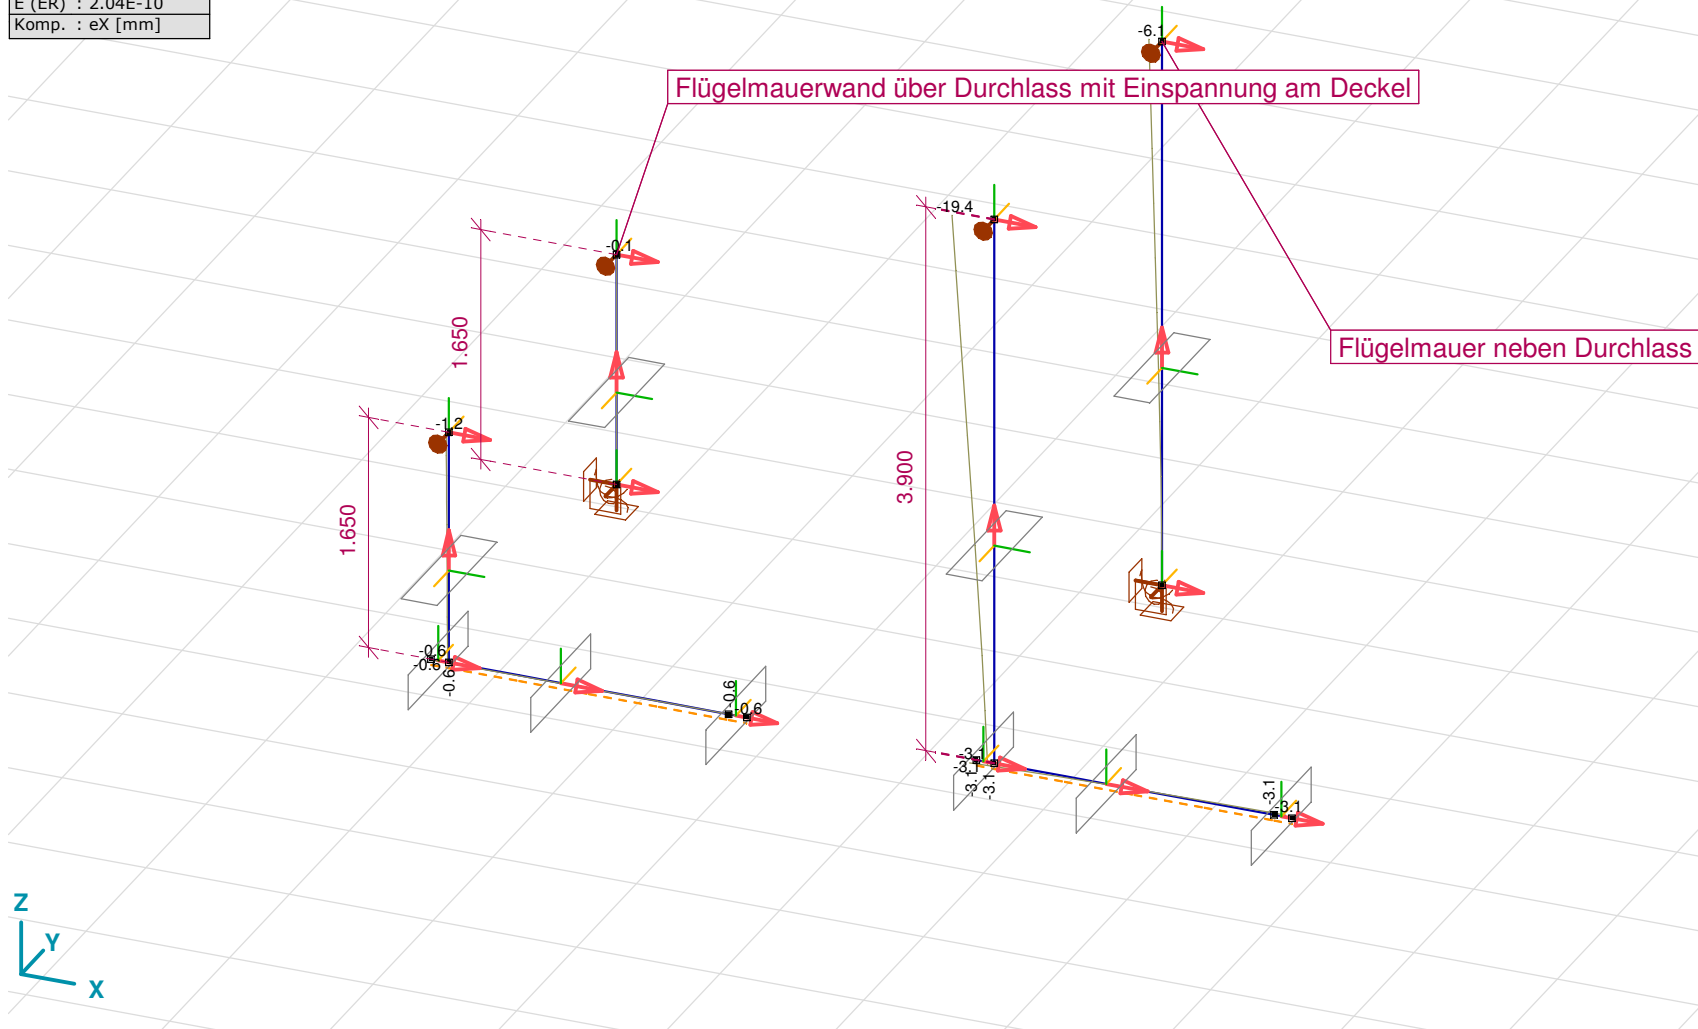 E (ER) : 2.04E-10
Komp. : eX [mm]
-6.1
Flügelmauerwand über Durchlass mit Einspannung am Deckel
-19.4
-0.1
1.650
Flügelmauer neben Durchlass
-1.2
3.900
1.650
-0.6
-0.6
-0.6
-0.6
-0.6
-3.1
-3.1
-3.1
-3.1
-3.1
-3.1
Z
Y
X